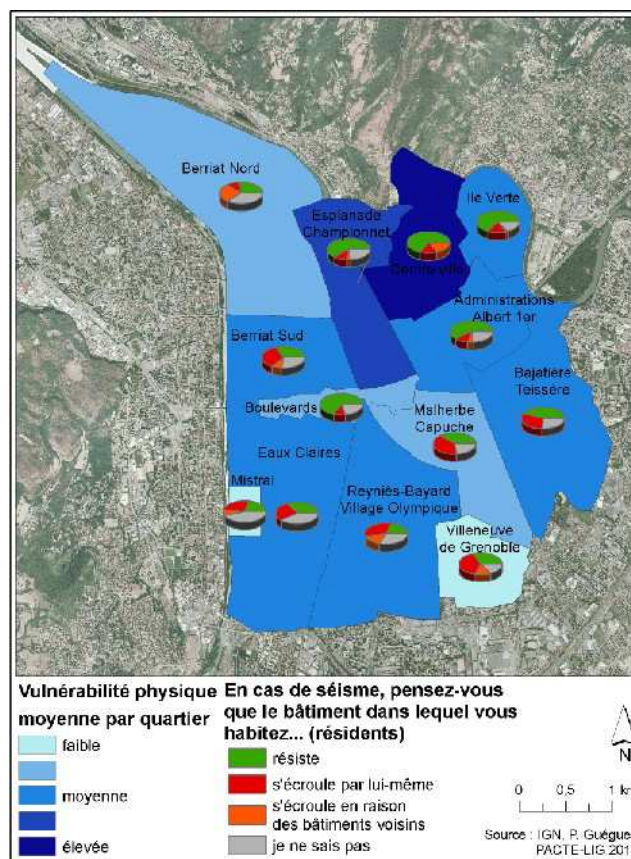 Berriat Nord
Ile Verte
Esplanade
Championnet
Centre-ville
Administrations
Albert 1er
Berriat Sud
Bajatière
Teissère
Boulevards
Malherbe
Capuche
Eaux Claires
Mistral
Reyniès-Bayard
Village Olympique
Villeneuve
de Grenoble
Vulnérabilité physique
moyenne par quartier
faible
moyenne
élevée
En cas de séisme, pensez-vous
que le bâtiment dans lequel vous
habitez... (résidents)
résiste
s'écroule par lui-même
s'écroule en raison
des bâtiments voisins
je ne sais pas
N
0 0,5 1 km
Source : IGN, P. Guégue
PACTE-LIG 201